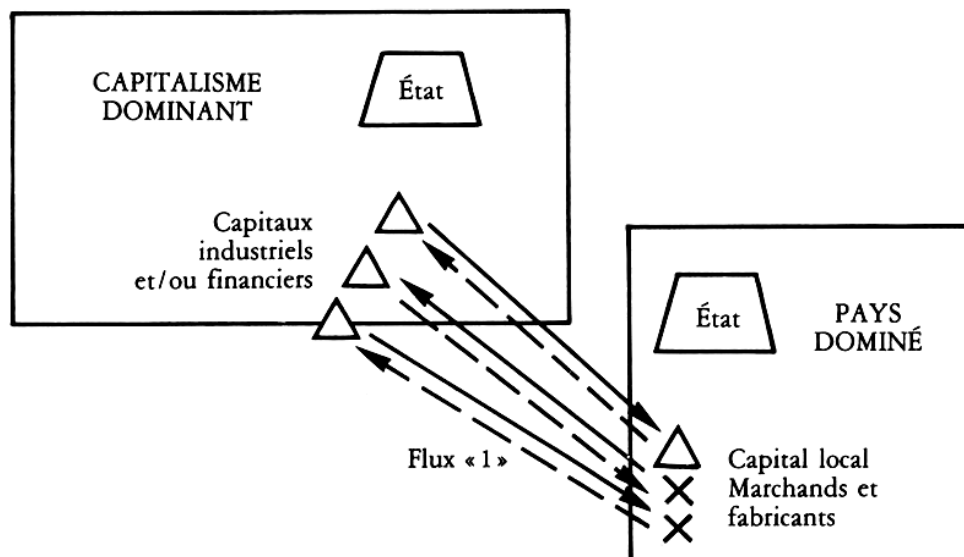 CAPITALISME
DOMINANT
État
Capitaux
industriels
et/ou financiers
État
PAYS
DOMINÉ
Flux « 1 »
Capital local
Marchands et
fabricants